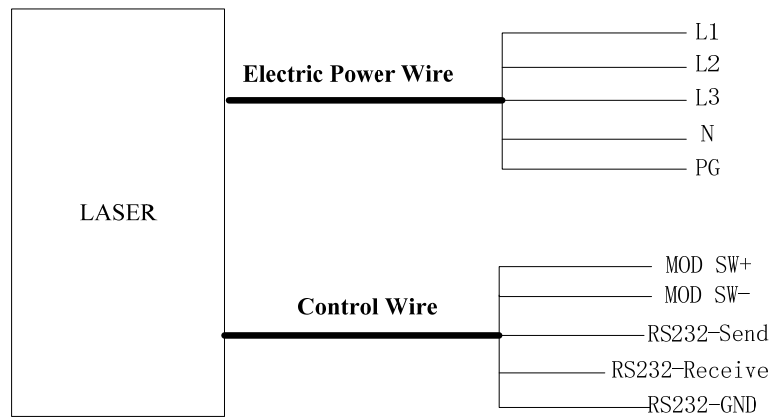 LASER
Electric Power Wire
L1
L2
L3
N
PG
Control Wire
MOD SW+
MOD SW-
RS232-Send
RS232-Receive
RS232-GND